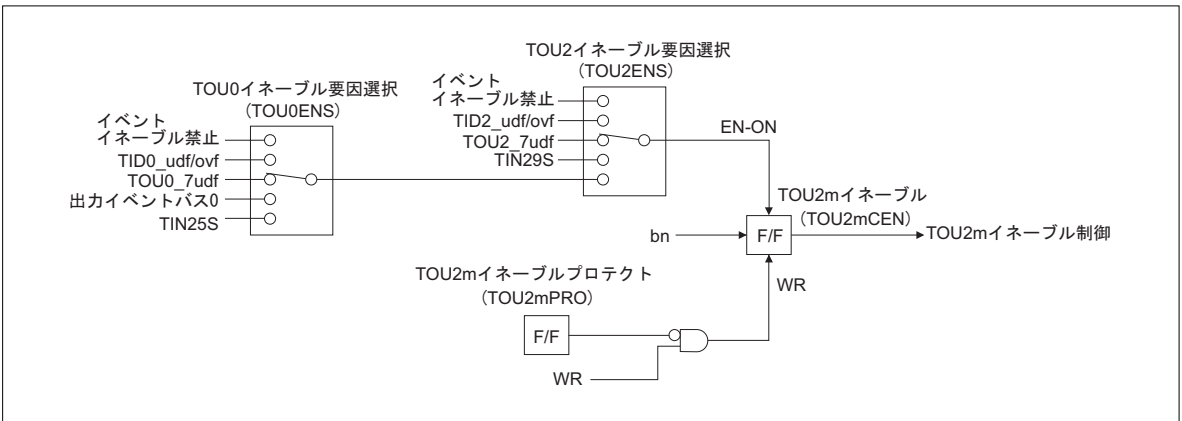 TOU0イネーブル要因選択
（TOU0ENS）
イベント
イネーブル禁止
TID0_udf/ovf
TOU0_7udf
出力イベントバス0
TIN25S
TOU2イネーブル要因選択
（TOU2ENS）
イベント
イネーブル禁止
TID2_udf/ovf
TOU2_7udf
TIN29S
EN-ON
TOU2mイネーブル
（TOU2mCEN）
bn
F/F
TOU2mイネーブル制御
WR
TOU2mイネーブルプロテクト
（TOU2mPRO）
F/F
WR